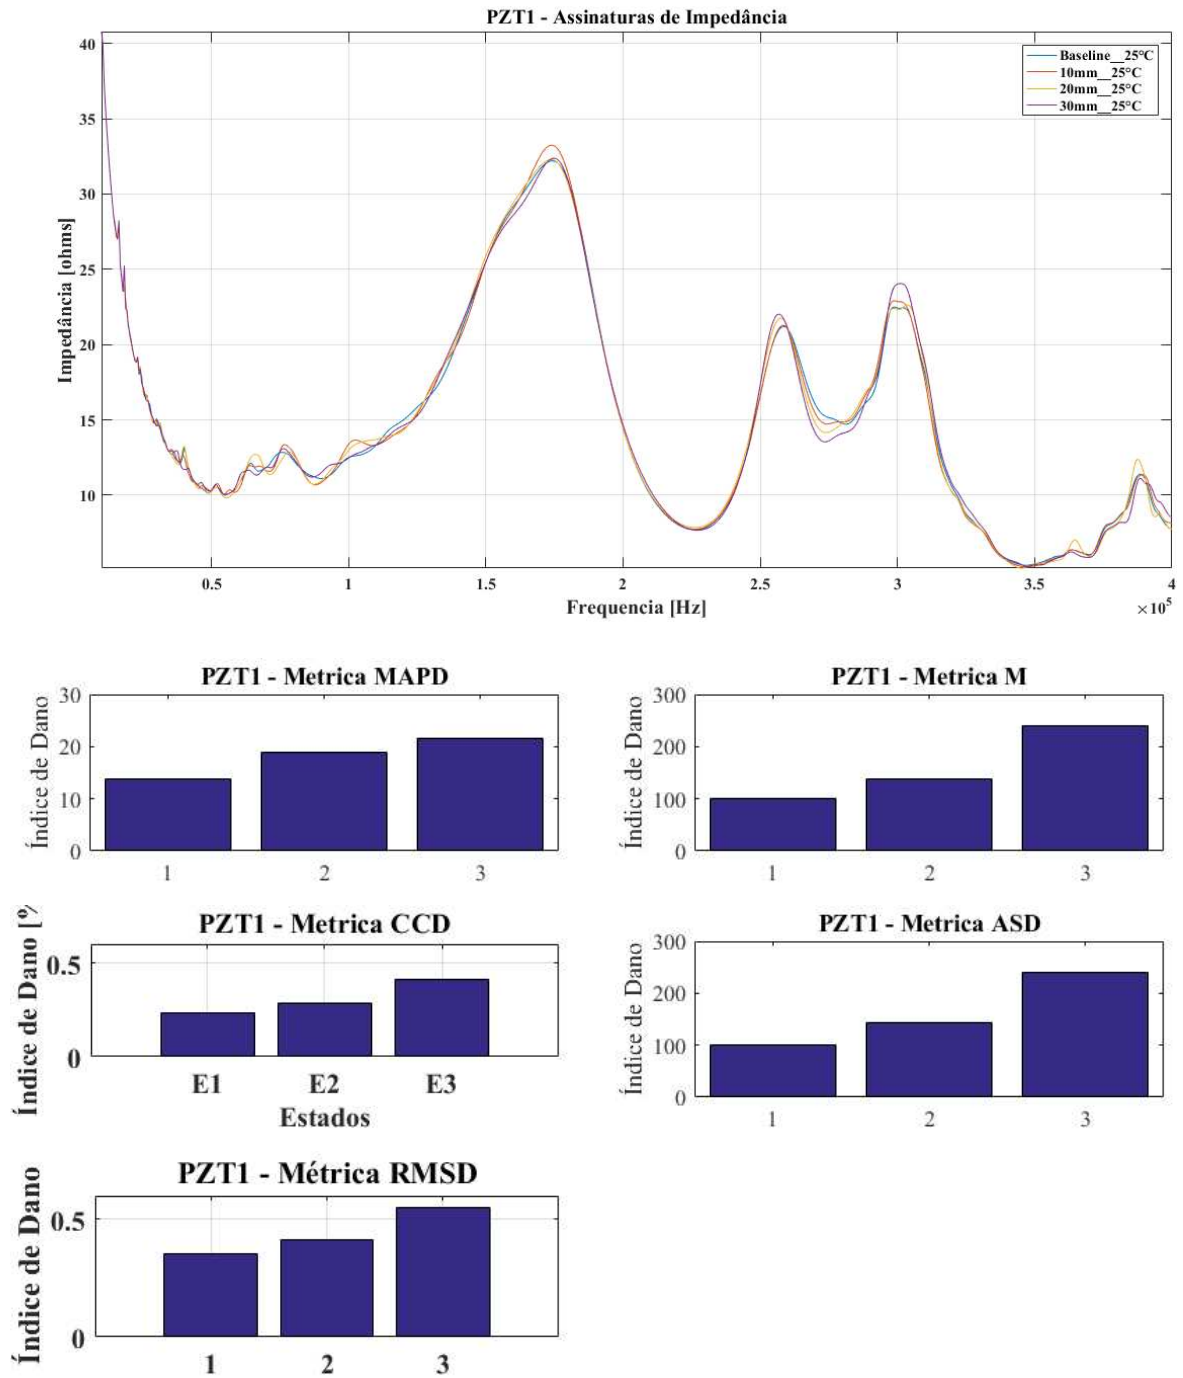 PZT1 - Assinaturas de Impedância
Impedância [ohms]
40
35
30
25
20
15
10
Baseline__25°C
10mm__25°C
20mm__25°C
30mm__25°C
0.5
1
1.5
2
2.5
3
3.5
4
Frequencia [Hz]
×10⁵
PZT1 - Metrica MAPD
Índice de Dano
30
20
10
0
1
2
3
PZT1 - Metrica M
Índice de Dano
300
200
100
0
1
2
3
PZT1 - Metrica CCD
Índice de Dano [%
0.5
0
E1
E2
E3
Estados
PZT1 - Metrica ASD
Índice de Dano
300
200
100
0
1
2
3
PZT1 - Métrica RMSD
Índice de Dano
0.5
0
1
2
3